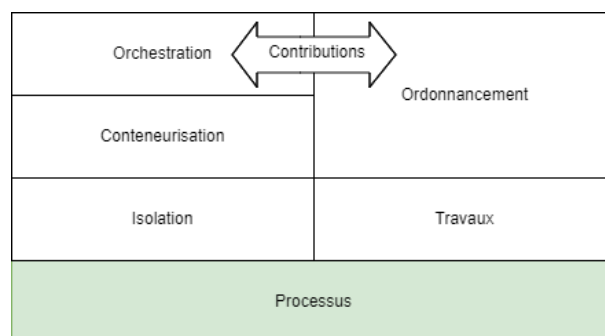 Orchestration
Contributions
Ordonnancement
Conteneurisation
Isolation
Travaux
Processus